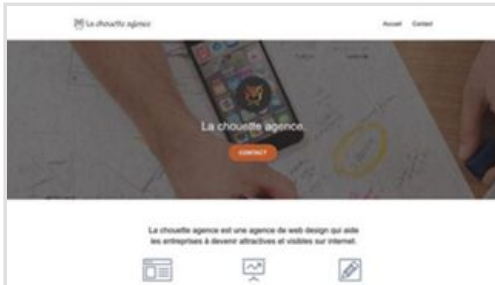 La chouette agence
Accueil Contact
La chouette agence.
CONTACT
La chouette agence est une agence de web design qui aide
les entreprises à devenir attractives et visibles sur internet.